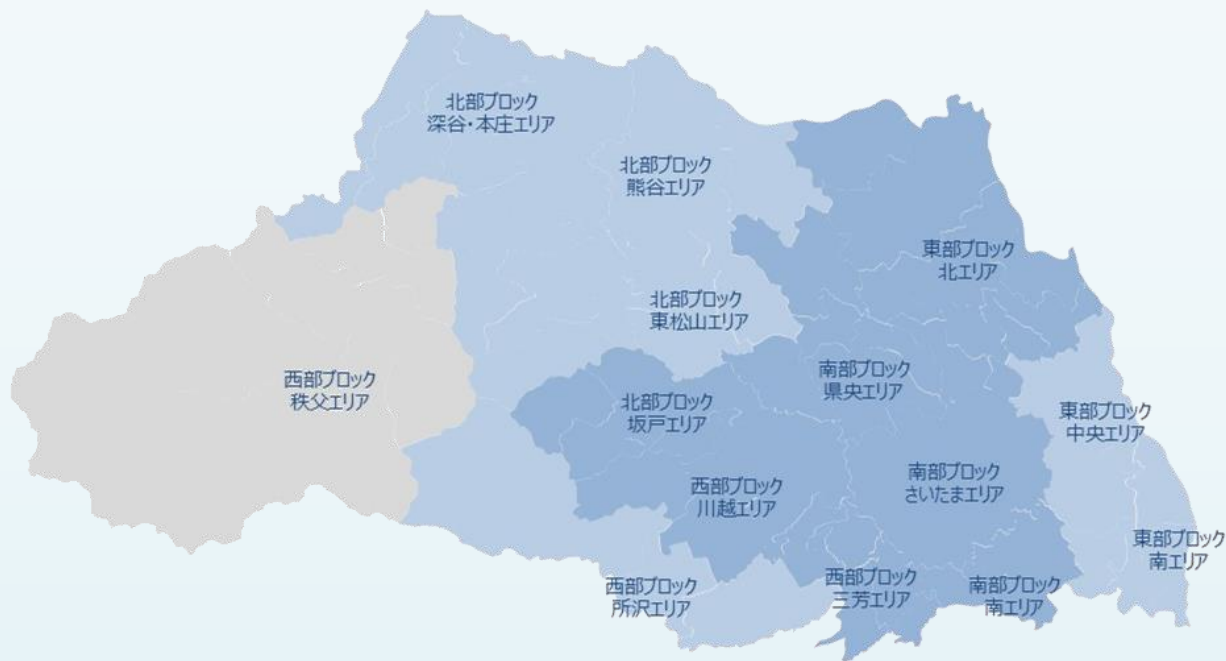 北部ブロック
深谷・本庄エリア
北部ブロック
熊谷エリア
東部ブロック
北エリア
北部ブロック
東松山エリア
西部ブロック
秩父エリア
南部ブロック
県央エリア
北部ブロック
坂戸エリア
東部ブロック
中央エリア
西部ブロック
川越エリア
南部ブロック
さいたまエリア
東部ブロック
南エリア
西部ブロック
所沢エリア
西部ブロック
三芳エリア
南部ブロック
南エリア